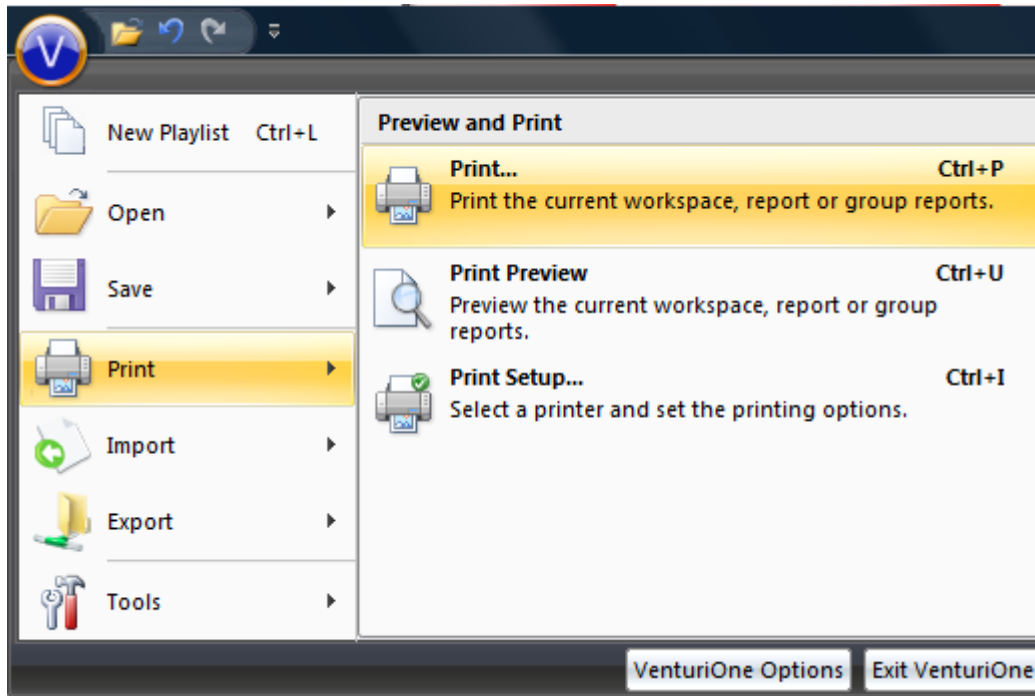 V
New Playlist Ctrl+L
Open
Save
Print
Import
Export
Tools
Preview and Print
Print... Ctrl+P
Print the current workspace, report or group reports.
Print Preview Ctrl+U
Preview the current workspace, report or group
reports.
Print Setup... Ctrl+I
Select a printer and set the printing options.
VenturiOne Options Exit VenturiOne